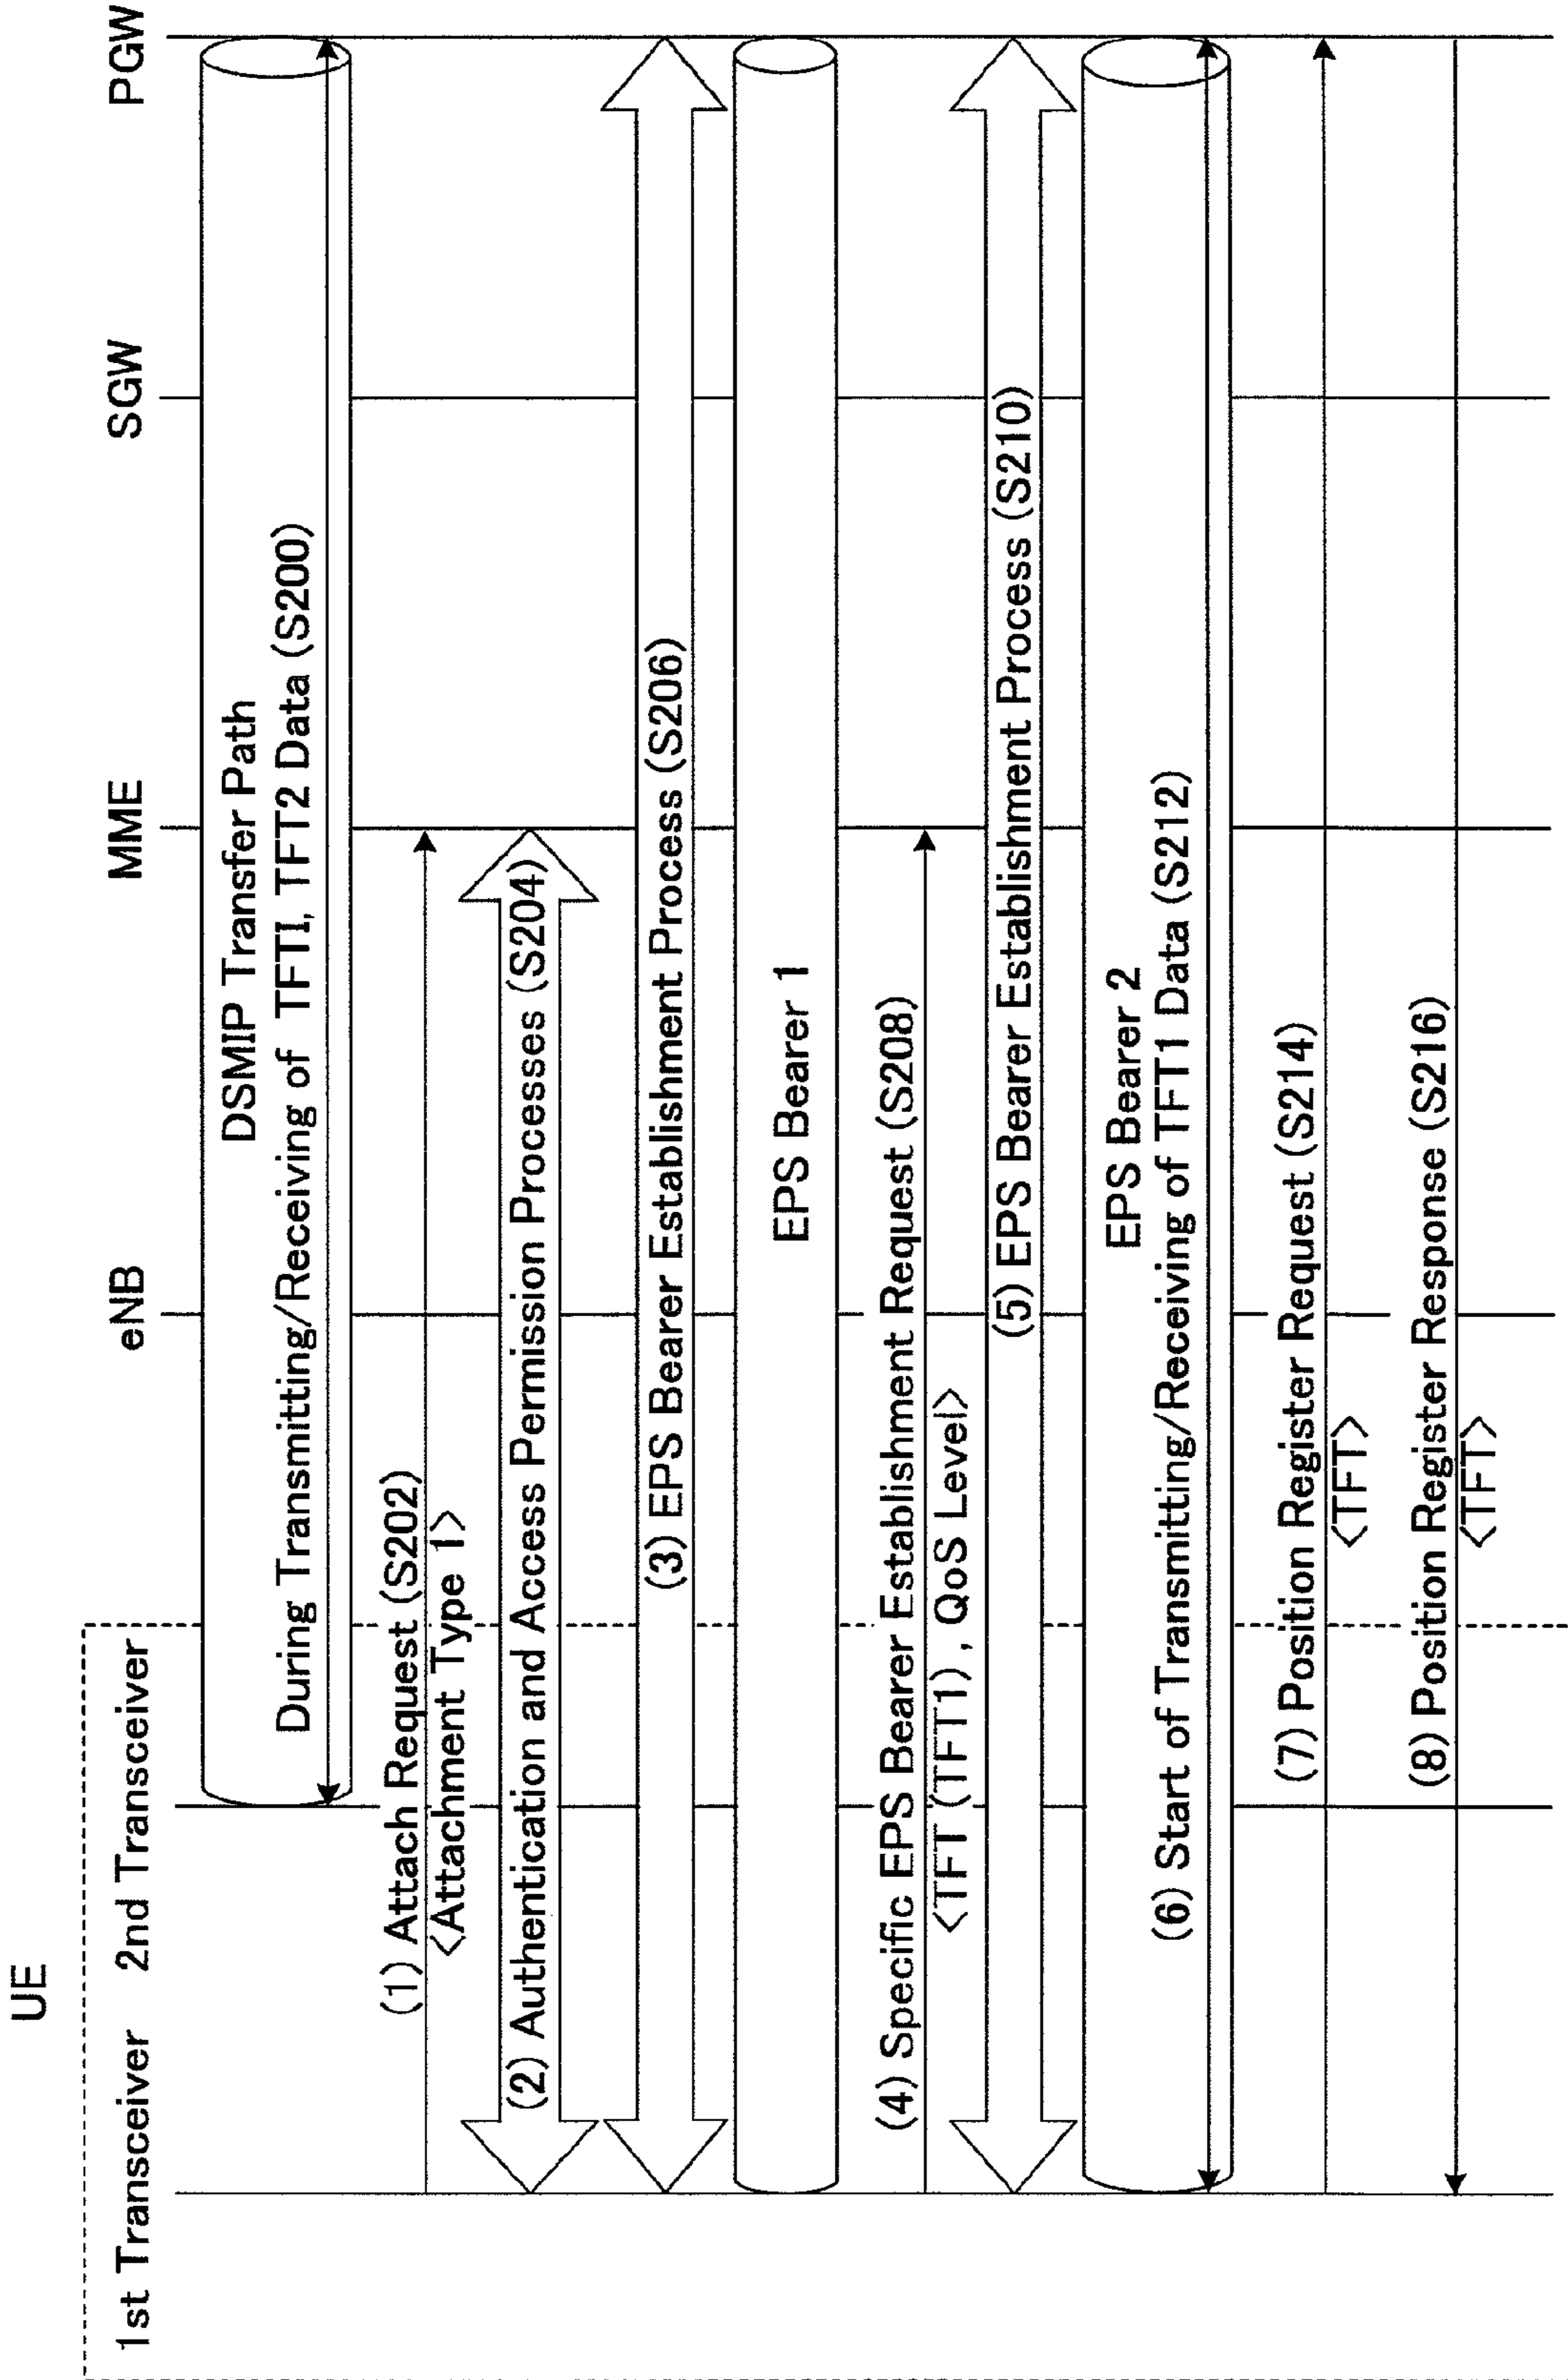 UE
1st Transceiver
2nd Transceiver
eNB
MME
SGW
PGW
DSMIP Transfer Path
During Transmitting/Receiving of TFTI, TFT2 Data (S200)
(1) Attach Request (S202)
<Attachment Type 1>
(2) Authentication and Access Permission Processes (S204)
(3) EPS Bearer Establishment Process (S206)
EPS Bearer 1
(4) Specific EPS Bearer Establishment Request (S208)
<TFT (TFT1) , QoS Level>
(5) EPS Bearer Establishment Process (S210)
EPS Bearer 2
(6) Start of Transmitting/Receiving of TFT1 Data (S212)
(7) Position Register Request (S214)
<TFT>
(8) Position Register Response (S216)
<TFT>